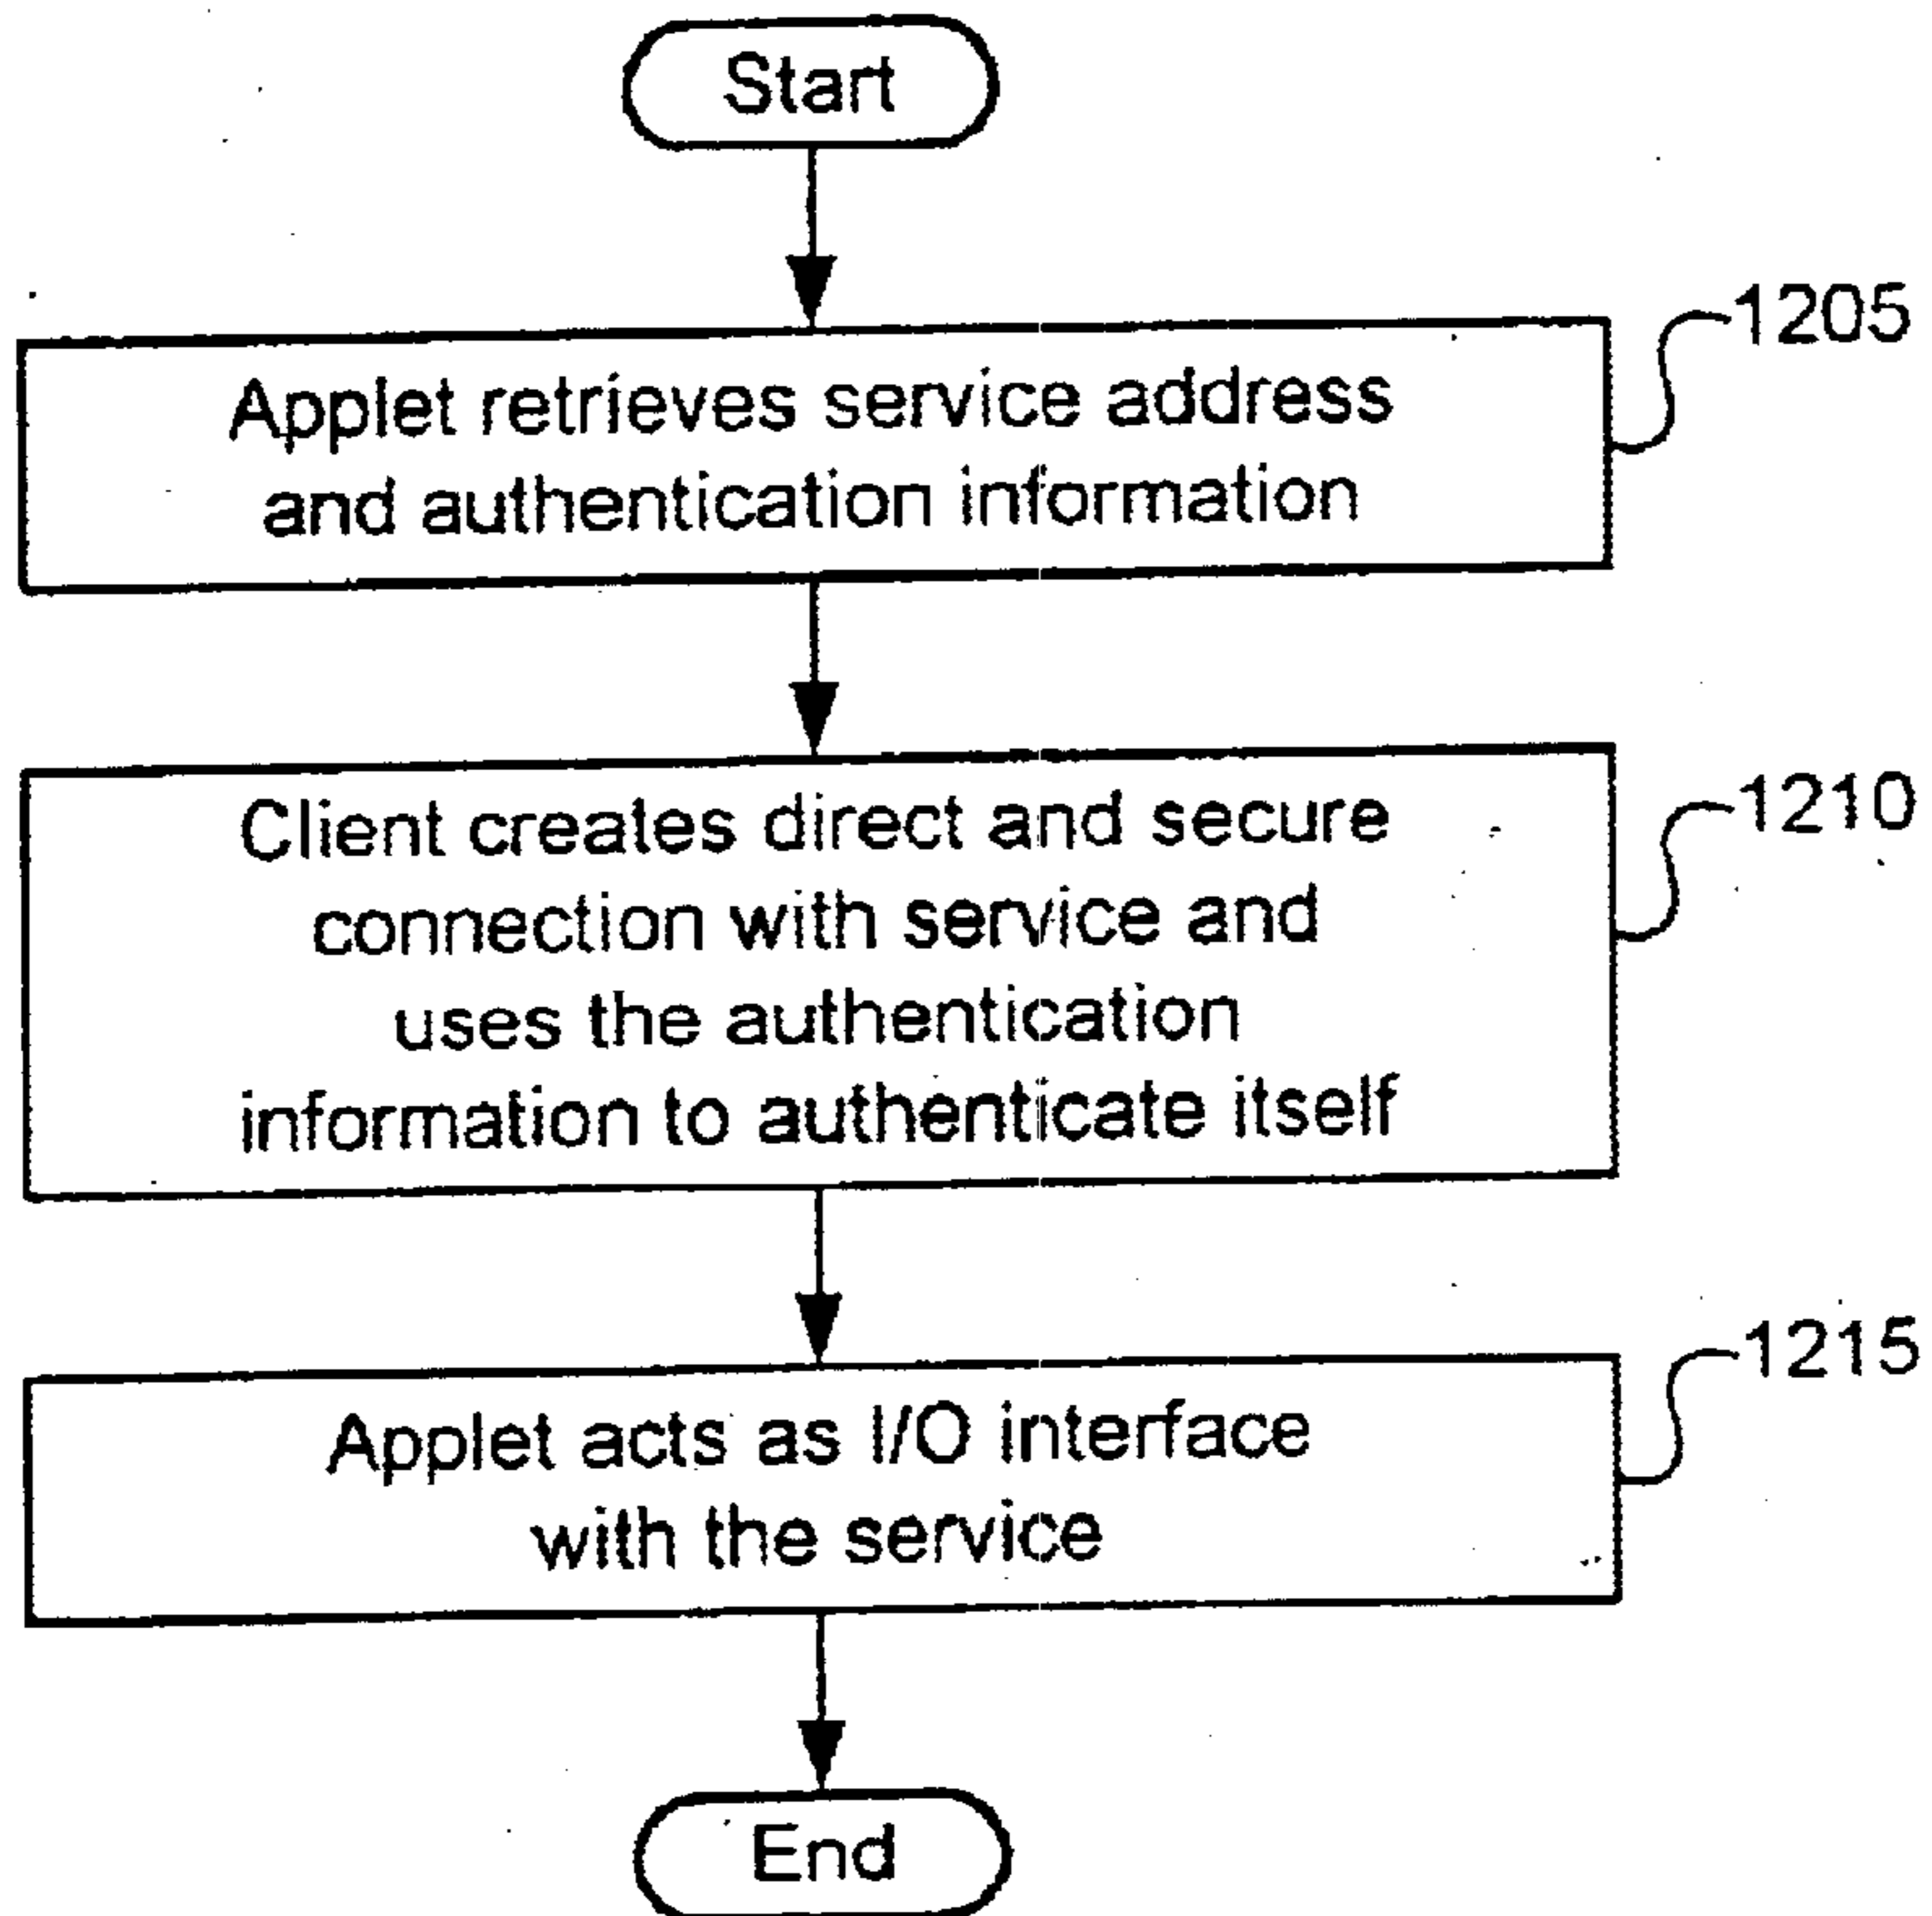 Start
1205
Applet retrieves service address
and authentication information
1210
Client creates direct and secure
connection with service and
uses the authentication
information to authenticate itself
1215
Applet acts as I/O interface
with the service
End